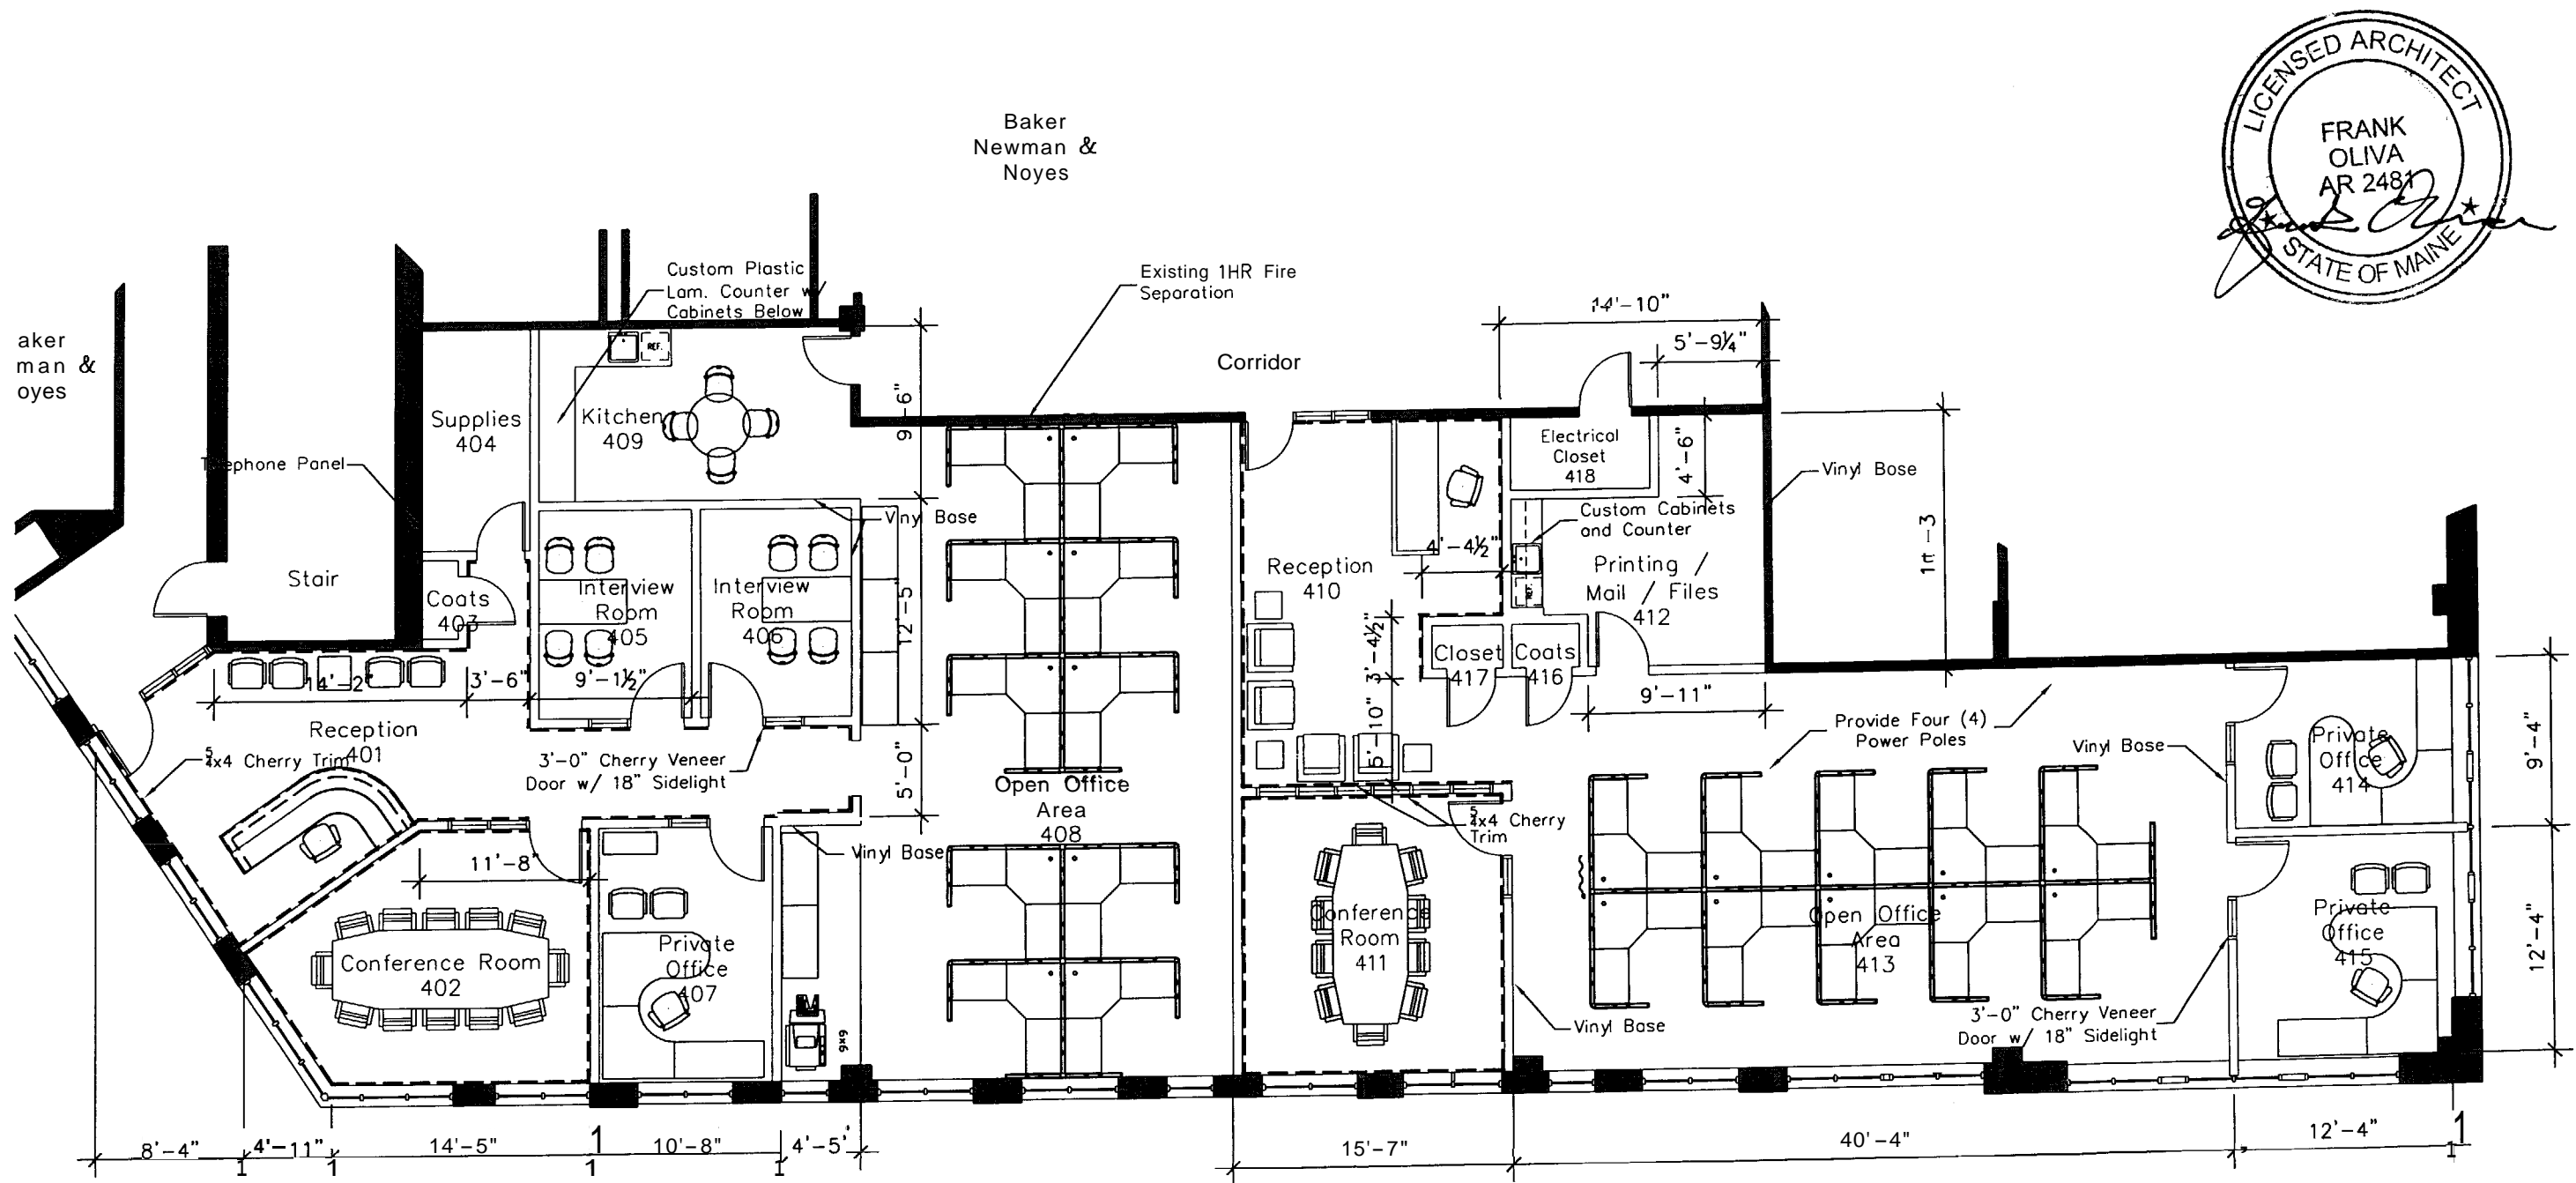 LICENSED ARCHITECT
FRANK
OLIVA
AR 2481
STATE OF MAINE
Baker
Newman &
Noyes
aker
man &
oyes
Custom Plastic
Lam. Counter w/
Cabinets Below
Existing 1HR Fire
Separation
Corridor
14'-10"
5'-9¼"
REF.
Supplies
404
Kitchen
409
9'-6"
Electrical
Closet
418
4'-6"
Vinyl Bose
Telephone Panel
Vinyl Base
Custom Cabinets
and Counter
4'-4½"
Stair
Coats
403
Interview
Room
405
Interview
Room
406
12'-5"
Reception
410
Printing /
Mail / Files
412
REF.
3'-4½"
Closet
417
Coats
416
14'-2"
3'-6"
9'-1½"
9'-11"
Reception
401
5/4x4 Cherry Trim
3'-0" Cherry Veneer
Door w/ 18" Sidelight
5'-0"
Open Office
Area
408
5'-10"
Provide Four (4)
Power Poles
Vinyl Base
Private
Office
414
9'-4"
5/4x4 Cherry
Trim
11'-8"
Vinyl Base
Conference Room
402
Private
Office
407
Conference
Room
411
Open Office
Area
413
Private
Office
415
12'-4"
Vinyl Base
3'-0" Cherry Veneer
Door w/ 18" Sidelight
8'-4"
4'-11"
14'-5"
10'-8"
4'-5"
15'-7"
40'-4"
12'-4"